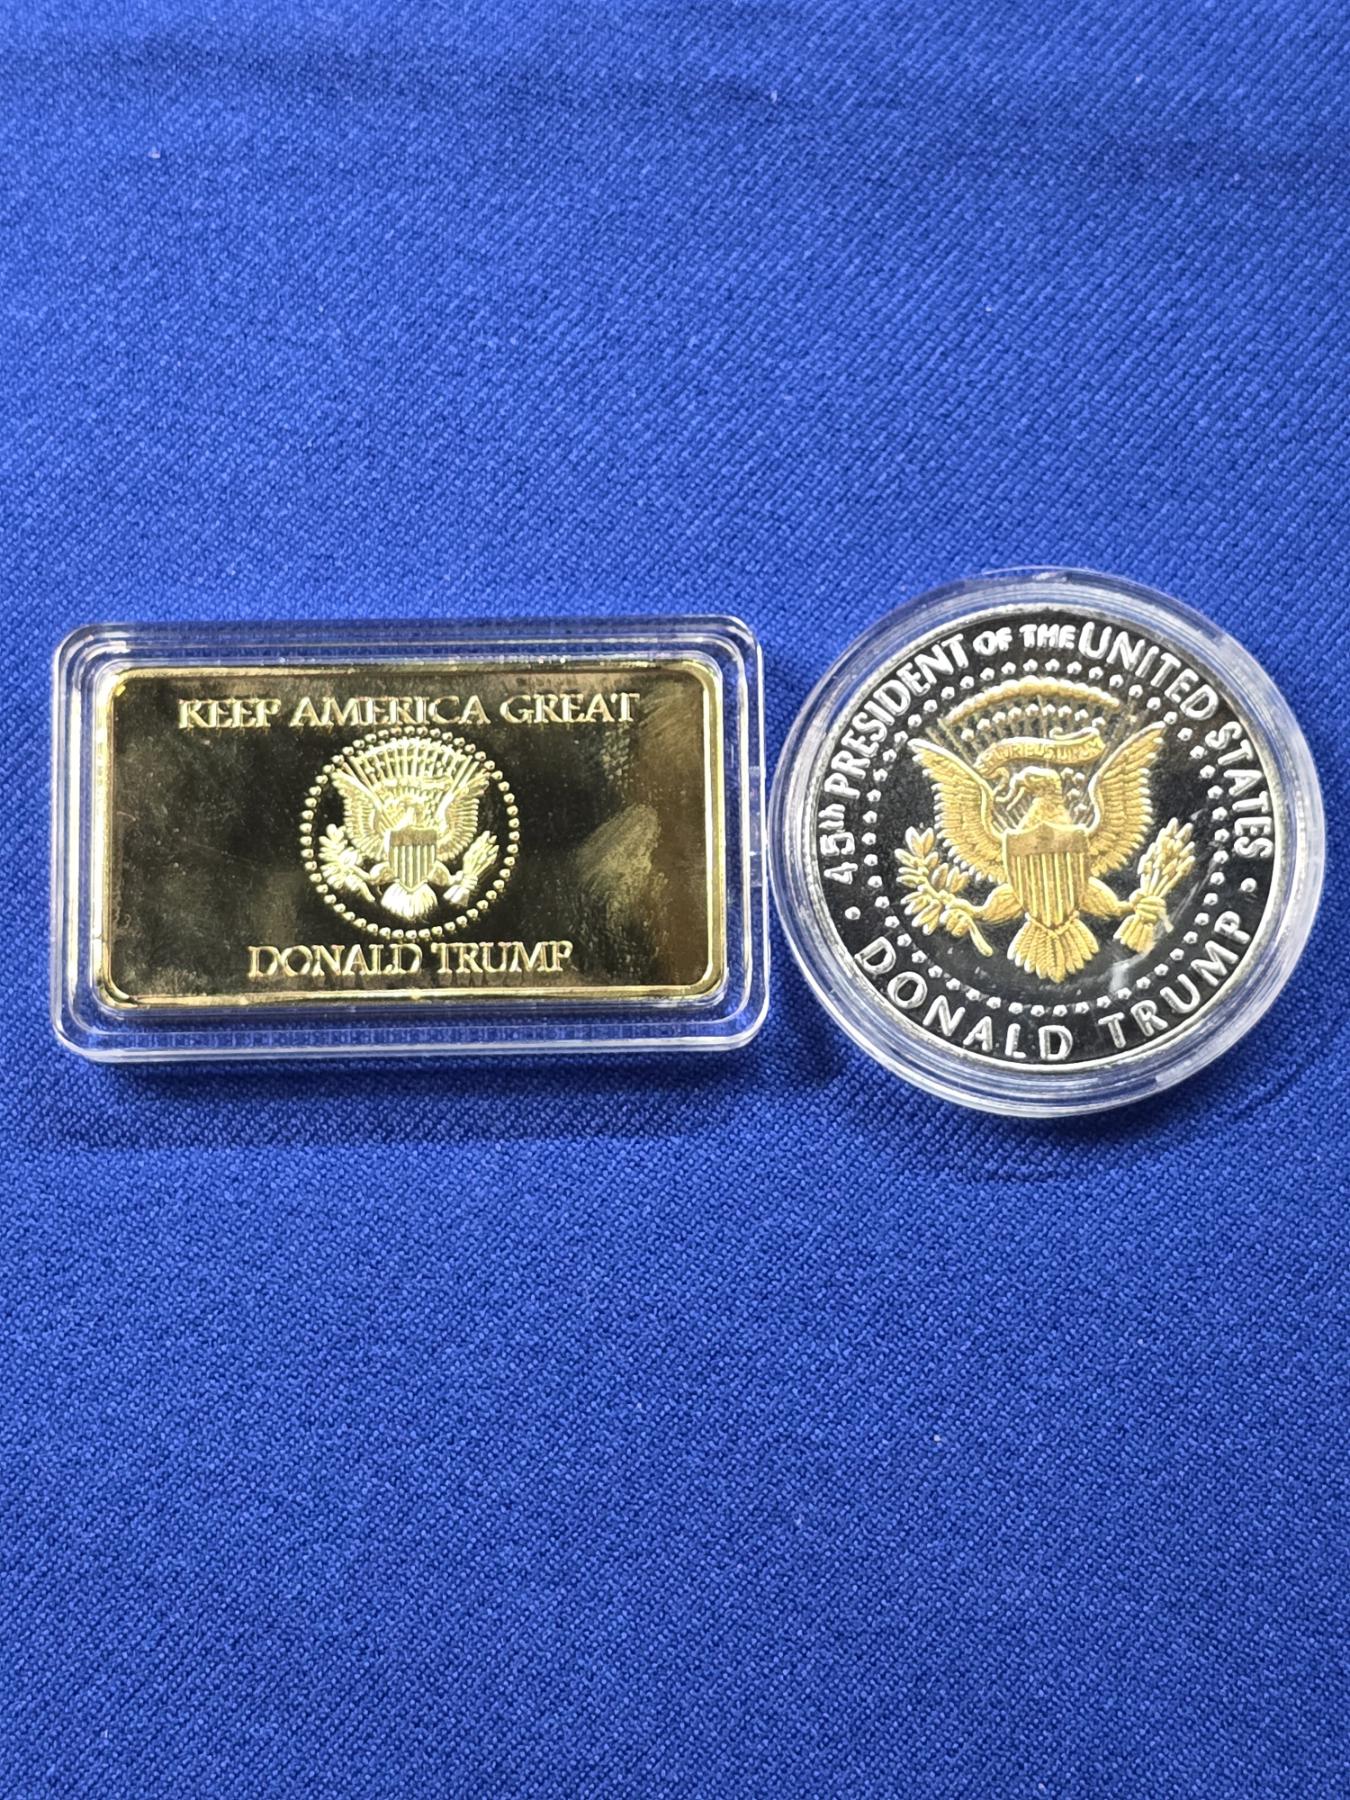 KEEP AMERICA GREAT
DONALD TRUMP
45th PRESIDENT OF THE UNITED STATES
• DONALD TRUMP •